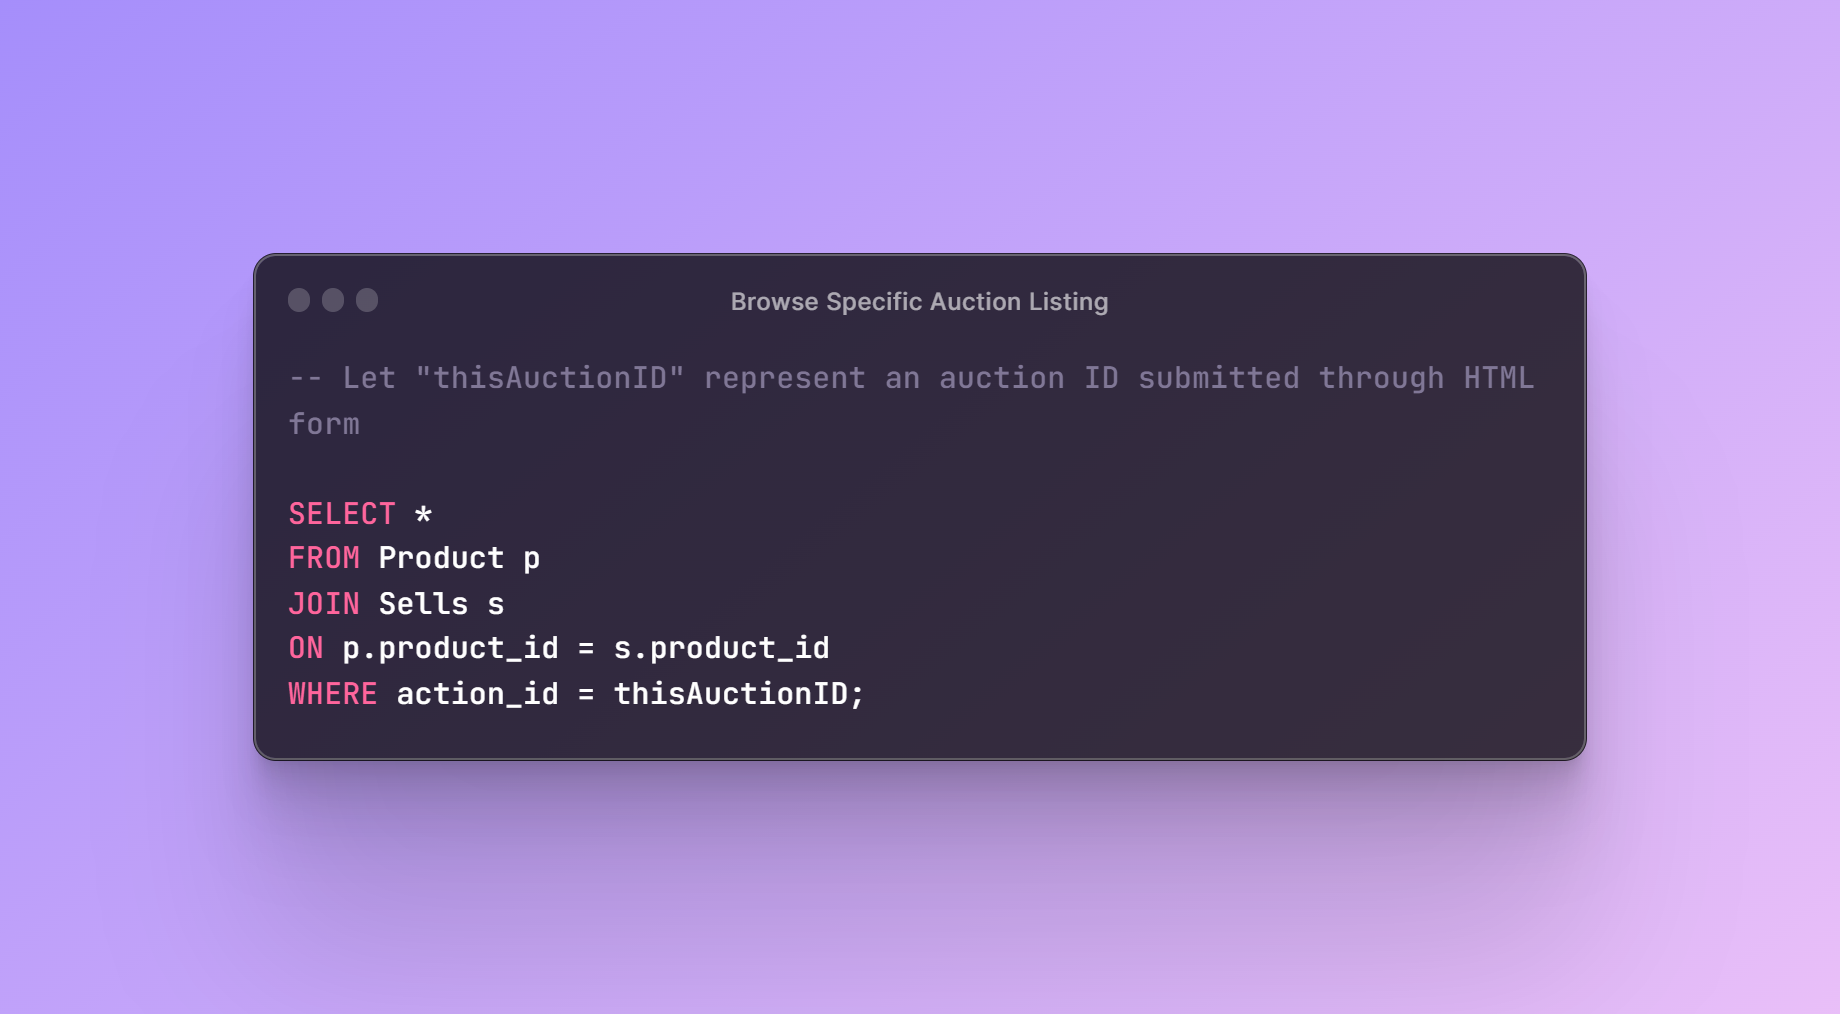 Browse Specific Auction Listing
-- Let "thisAuctionID" represent an auction ID submitted through HTML
form
SELECT *
FROM Product p
JOIN Sells s
ON p.product_id = s.product_id
WHERE action_id = thisAuctionID;